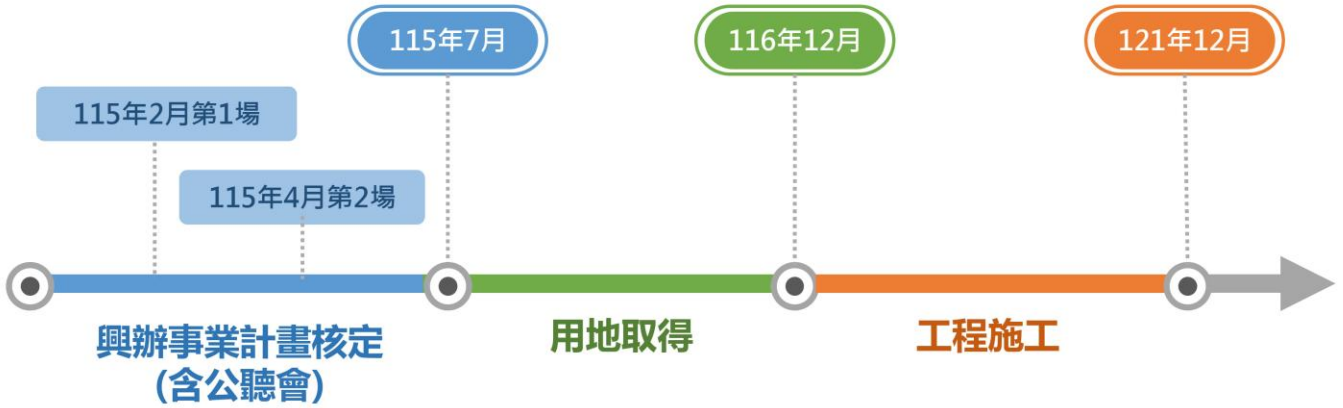 115年7月
116年12月
121年12月
115年2月第1場
115年4月第2場
興辦事業計畫核定
(含公聽會)
用地取得
工程施工